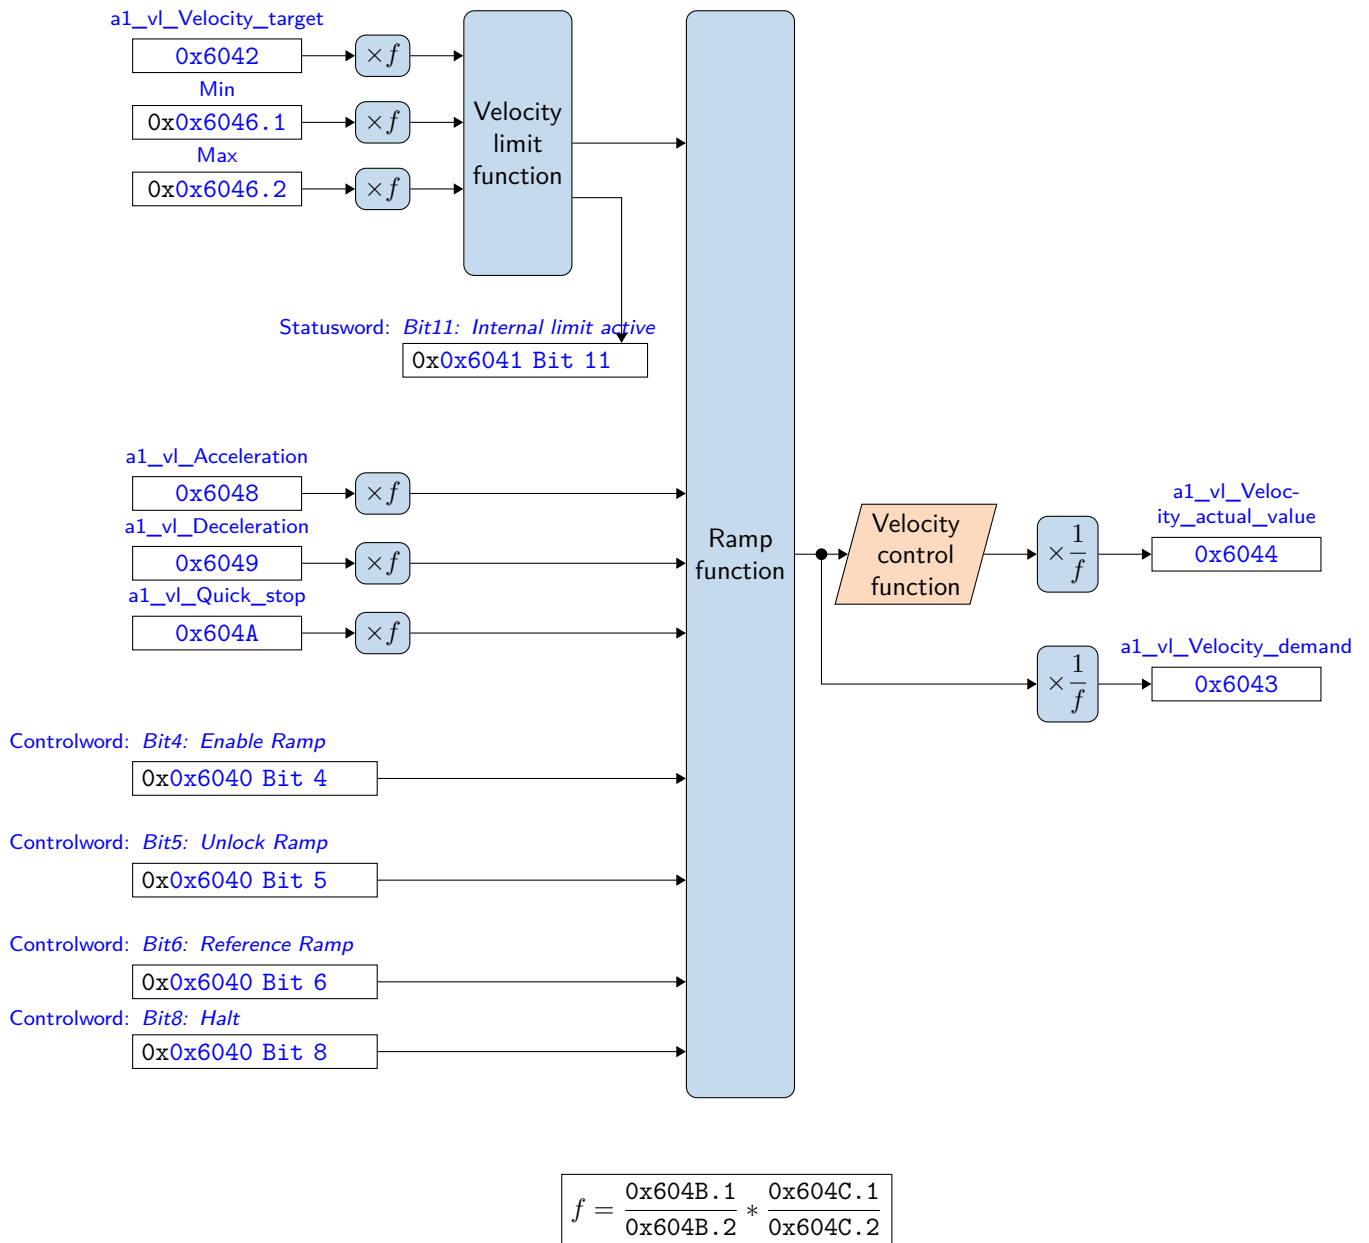 a1_vl_Velocity_target
0x6042
×f
Min
0x0x6046.1
×f
Max
0x0x6046.2
×f
Velocity
limit
function
Statusword: Bit11: Internal limit active
0x0x6041 Bit 11
a1_vl_Acceleration
0x6048
×f
a1_vl_Deceleration
0x6049
×f
a1_vl_Quick_stop
0x604A
×f
Controlword: Bit4: Enable Ramp
0x0x6040 Bit 4
Controlword: Bit5: Unlock Ramp
0x0x6040 Bit 5
Controlword: Bit6: Reference Ramp
0x0x6040 Bit 6
Controlword: Bit8: Halt
0x0x6040 Bit 8
Ramp
function
Velocity
control
function
×1/f
a1_vl_Veloc-
ity_actual_value
0x6044
×1/f
a1_vl_Velocity_demand
0x6043
f = 0x604B.1/0x604B.2 * 0x604C.1/0x604C.2